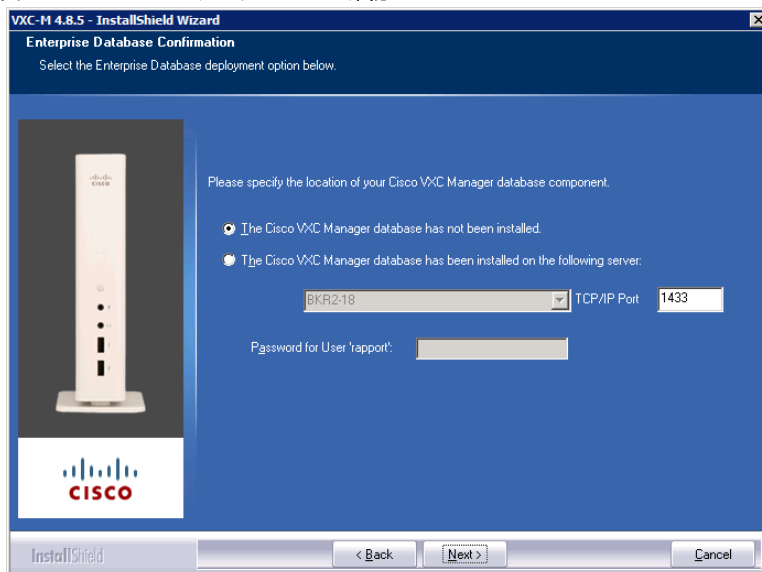 VXC-M 4.8.5 - InstallShield Wizard
Enterprise Database Confirmation
Select the Enterprise Database deployment option below.
CISCO
Please specify the location of your Cisco VXC Manager database component.
The Cisco VXC Manager database has not been installed.
The Cisco VXC Manager database has been installed on the following server:
BKR2-18 TCP/IP Port 1433
Password for User 'rapport':
CISCO
InstallShield < Back Next > Cancel